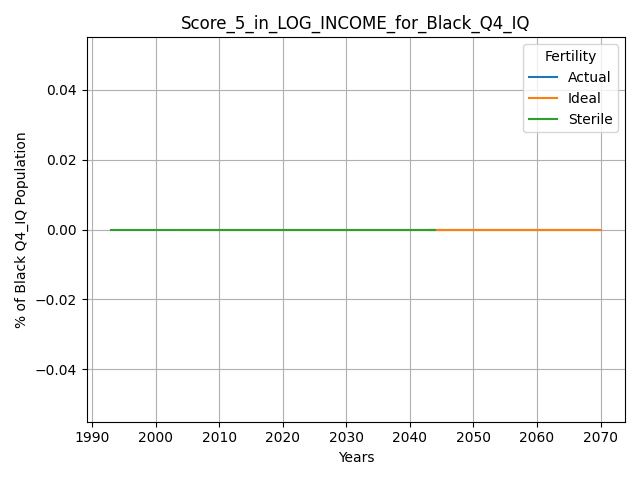 Score_5_in_LOG_INCOME_for_Black_Q4_IQ
Fertility
Actual
Ideal
Sterile
% of Black Q4_IQ Population
0.04
0.02
0.00
−0.02
−0.04
1990 2000 2010 2020 2030 2040 2050 2060 2070
Years